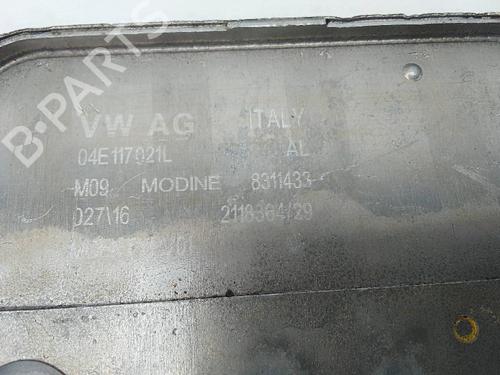 B-PARTS
VW AG ITALY
04E117021L AL
M09 MODINE 8311433
027\16 2118364/29